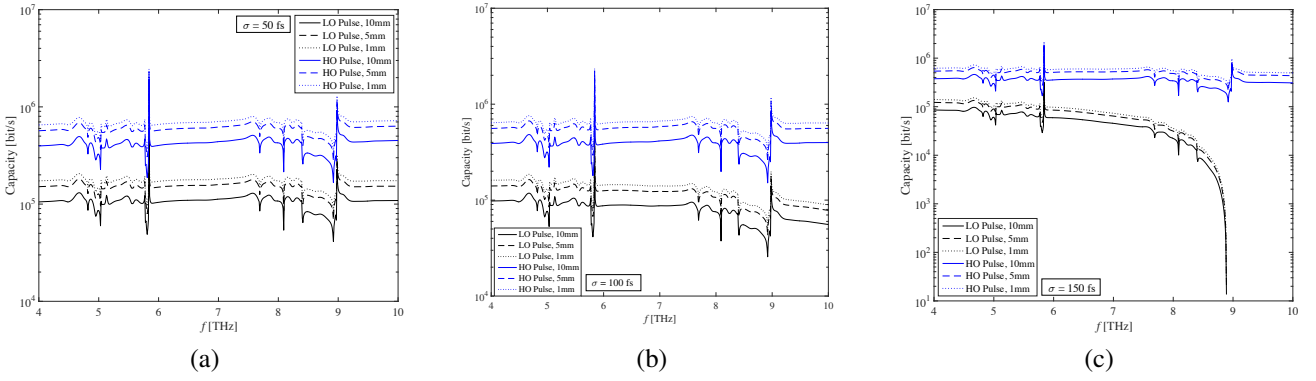 10^7
10^6
10^5
10^4
Capacity [bit/s]
4 5 6 7 8 9 10
f [THz]
σ = 50 fs
LO Pulse, 10mm
LO Pulse, 5mm
LO Pulse, 1mm
HO Pulse, 10mm
HO Pulse, 5mm
HO Pulse, 1mm
(a)
10^7
10^6
10^5
10^4
Capacity [bit/s]
4 5 6 7 8 9 10
f [THz]
LO Pulse, 10mm
LO Pulse, 5mm
LO Pulse, 1mm
HO Pulse, 10mm
HO Pulse, 5mm
HO Pulse, 1mm
σ = 100 fs
(b)
10^7
10^6
10^5
10^4
10^3
10^2
10^1
Capacity [bit/s]
4 5 6 7 8 9 10
f [THz]
LO Pulse, 10mm
LO Pulse, 5mm
LO Pulse, 1mm
HO Pulse, 10mm
HO Pulse, 5mm
HO Pulse, 1mm
σ = 150 fs
(c)